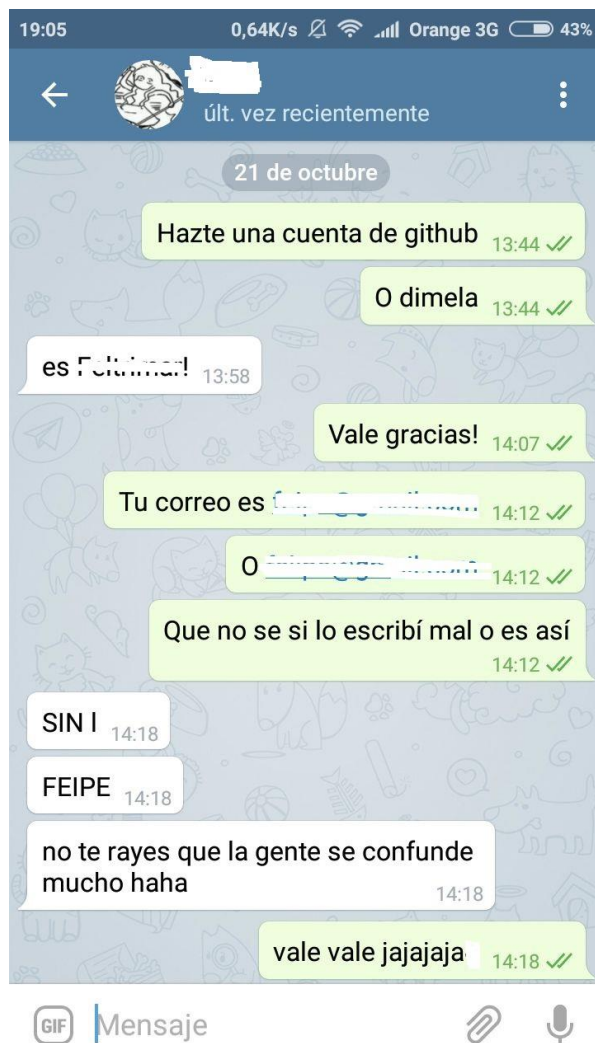 19:05 0,64K/s Orange 3G 43%
últ. vez recientemente
21 de octubre
Hazte una cuenta de github 13:44
O dimela 13:44
es 13:58
Vale gracias! 14:07
Tu correo es 14:12
O 14:12
Que no se si lo escribí mal o es así
14:12
SIN l 14:18
FEIPE 14:18
no te rayes que la gente se confunde
mucho haha 14:18
vale vale jajajaja 14:18
GIF Mensaje